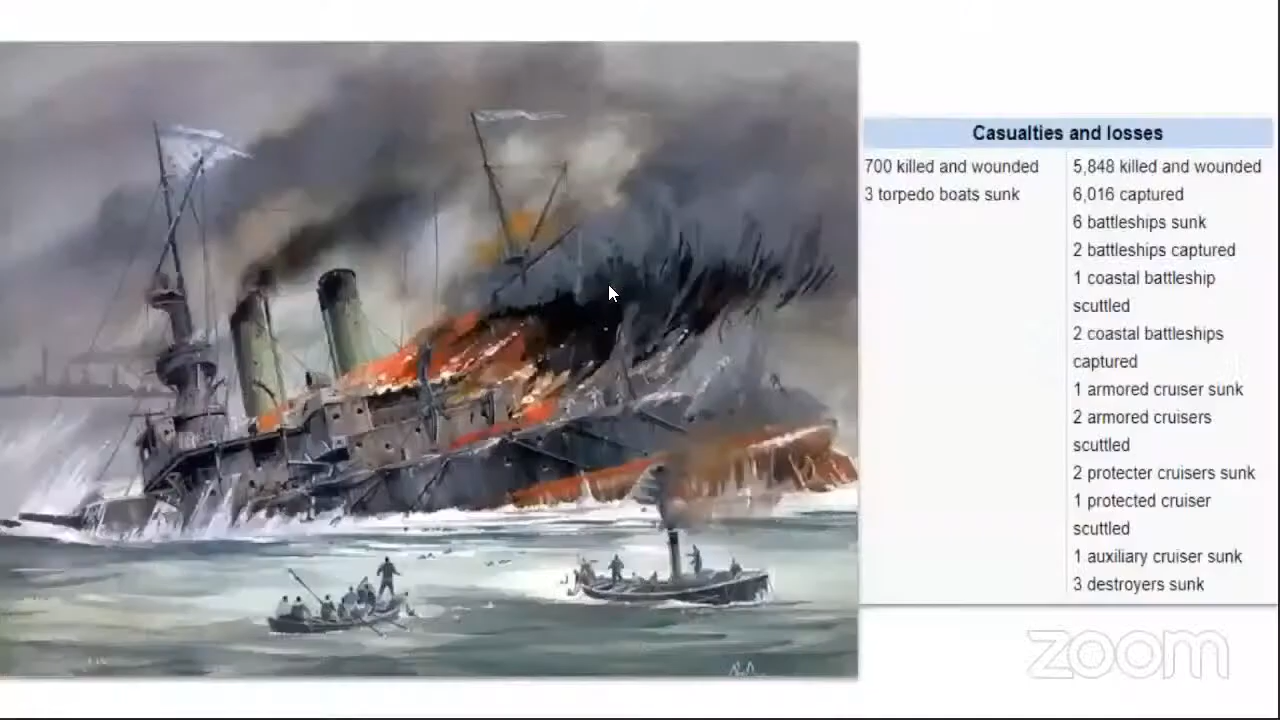 Casualties and losses
700 killed and wounded
3 torpedo boats sunk
5,848 killed and wounded
6,016 captured
6 battleships sunk
2 battleships captured
1 coastal battleship
scuttled
2 coastal battleships
captured
1 armored cruiser sunk
2 armored cruisers
scuttled
2 protecter cruisers sunk
1 protected cruiser
scuttled
1 auxiliary cruiser sunk
3 destroyers sunk
zoom